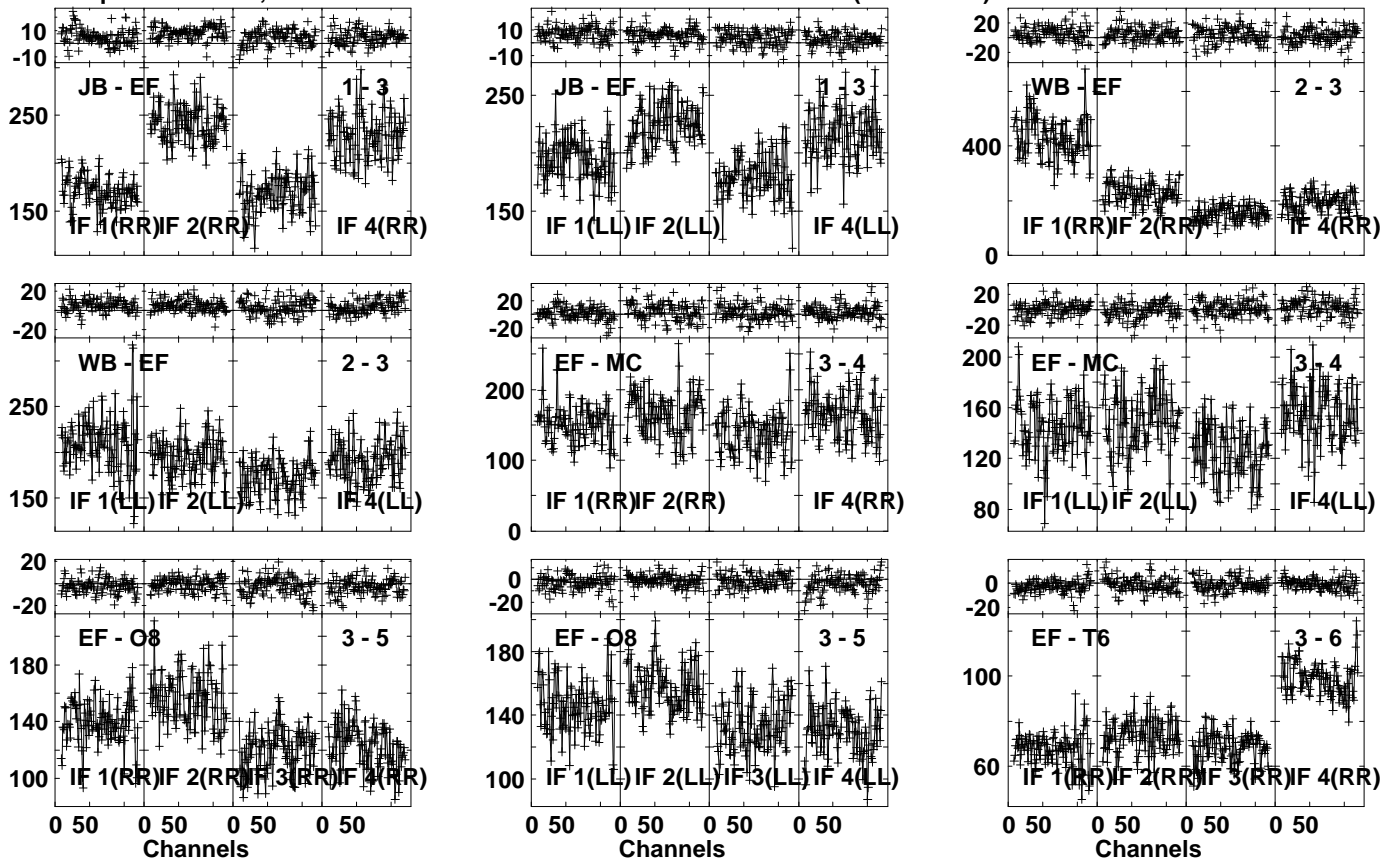 10 10 20
-10 -10 -20
JB - EF 1 - 3 JB - EF 1 - 3 WB - EF 2 - 3
250 250 400
150 150
IF 1(RR) IF 2(RR) IF 4(RR) IF 1(LL) IF 2(LL) IF 4(LL) IF 1(RR) IF 2(RR) IF 4(RR)
0
20 20 20
-20 -20 -20
WB - EF 2 - 3 EF - MC 3 - 4 EF - MC 3 - 4
250 200 160
150 100 120
IF 1(LL) IF 2(LL) IF 4(LL) IF 1(RR) IF 2(RR) IF 4(RR) IF 1(LL) IF 2(LL) IF 4(LL)
0 80
20 0 0
-20 -20 -20
EF - O8 3 - 5 EF - O8 3 - 5 EF - T6 3 - 6
180 180 100
140 140 60
100 100
IF 1(RR) IF 2(RR) IF 3(RR) IF 4(RR) IF 1(LL) IF 2(LL) IF 3(LL) IF 4(LL) IF 1(RR) IF 2(RR) IF 3(RR) IF 4(RR)
0 50 0 50 0 50 0 50 0 50 0 50 0 50 0 50 0 50 0 50 0 50 0 50
Channels Channels Channels